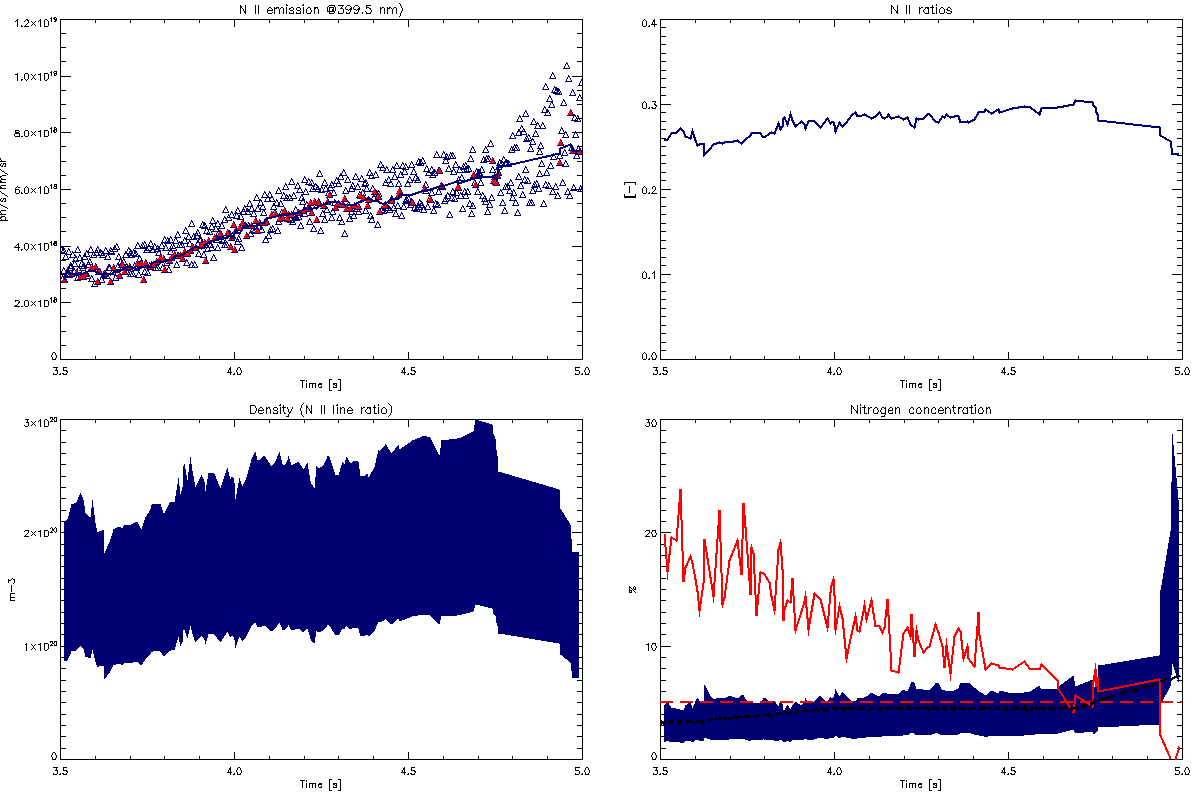 N II emission @399.5 nm)
1.2×10¹⁹
1.0×10¹⁹
8.0×10¹⁸
6.0×10¹⁸
4.0×10¹⁸
2.0×10¹⁸
0
ph/s/nm/sr
3.5 4.0 4.5 5.0
Time [s]
N II ratios
0.4
0.3
0.2
0.1
0.0
[-]
3.5 4.0 4.5 5.0
Time [s]
Density (N II line ratio)
3×10²⁰
2×10²⁰
1×10²⁰
0
m-3
3.5 4.0 4.5 5.0
Time [s]
Nitrogen concentration
30
20
10
0
%
3.5 4.0 4.5 5.0
Time [s]